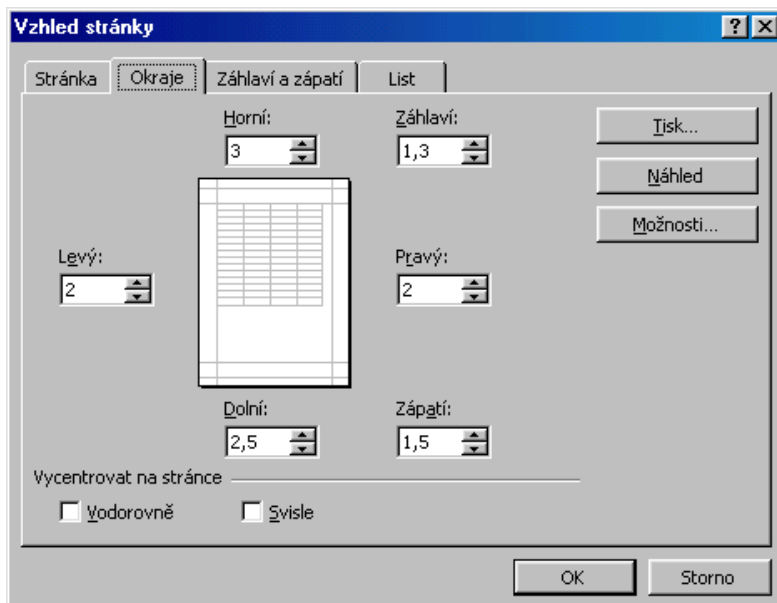 Vzhled stránky
Stránka Okraje Záhlaví a zápatí List
Horní: Záhlaví:
3 1,3
Tisk...
Náhled
Možnosti...
Levý: Pravý:
2 2
Dolní: Zápatí:
2,5 1,5
Vycentrovat na stránce
Vodorovně Svisle
OK Storno